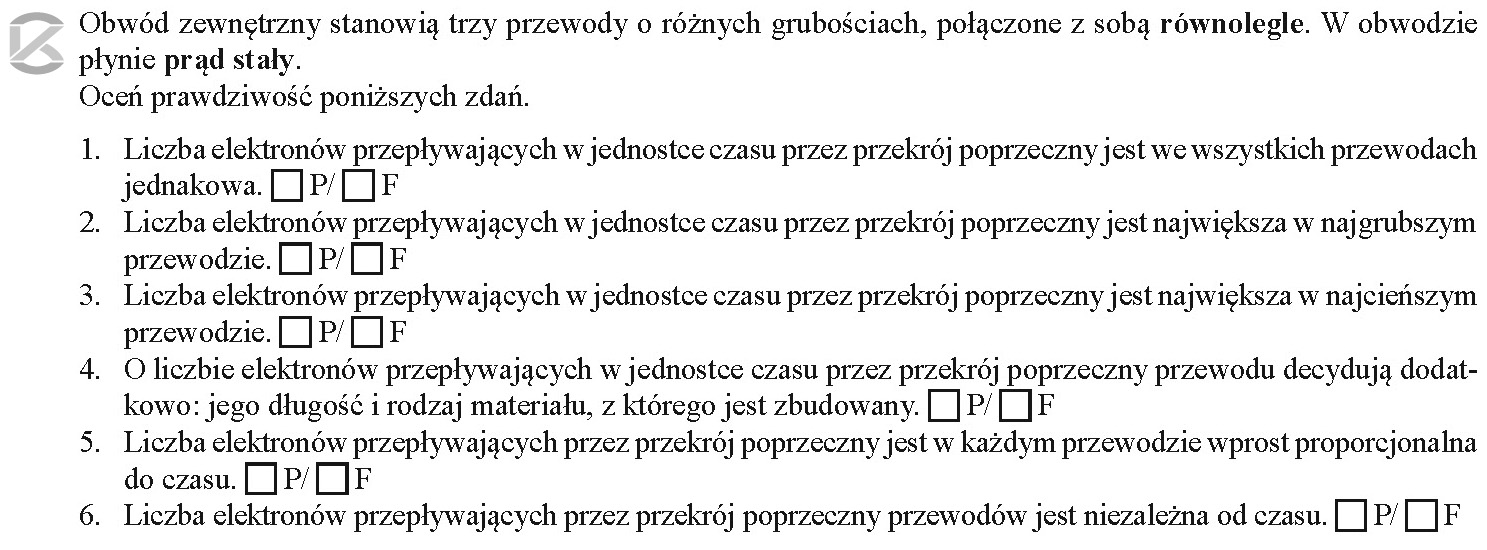 Obwód zewnętrzny stanowią trzy przewody o różnych grubościach, połączone z sobą równolegle. W obwodzie
płynie prąd stały.
Oceń prawdziwość poniższych zdań.
1. Liczba elektronów przepływających w jednostce czasu przez przekrój poprzeczny jest we wszystkich przewodach
jednakowa. □ P/ □ F
2. Liczba elektronów przepływających w jednostce czasu przez przekrój poprzeczny jest największa w najgrubszym
przewodzie. □ P/ □ F
3. Liczba elektronów przepływających w jednostce czasu przez przekrój poprzeczny jest największa w najcieńszym
przewodzie. □ P/ □ F
4. O liczbie elektronów przepływających w jednostce czasu przez przekrój poprzeczny przewodu decydują dodat-
kowo: jego długość i rodzaj materiału, z którego jest zbudowany. □ P/ □ F
5. Liczba elektronów przepływających przez przekrój poprzeczny jest w każdym przewodzie wprost proporcjonalna
do czasu. □ P/ □ F
6. Liczba elektronów przepływających przez przekrój poprzeczny przewodów jest niezależna od czasu. □ P/ □ F